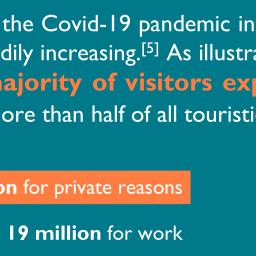 the Covid-19 pandemic in
dily increasing.[5] As illustra
majority of visitors exp
ore than half of all touristi
on for private reasons
19 million for work